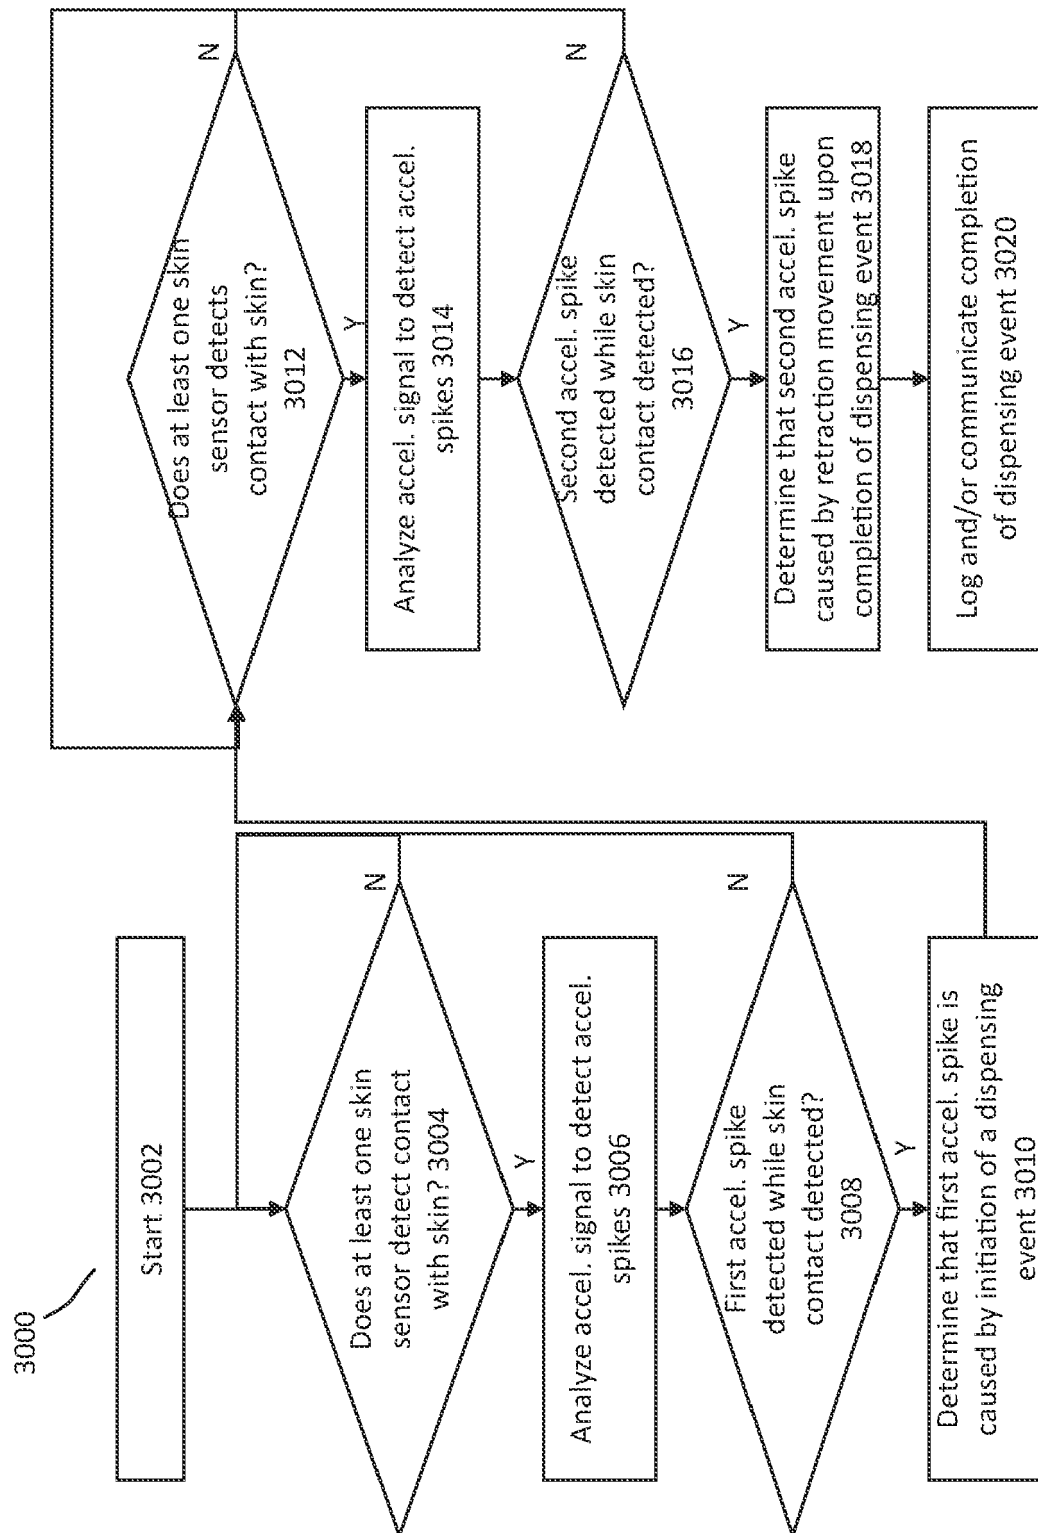 3000
Start 3002
Does at least one skin
sensor detect contact
with skin? 3004
N
Y
Analyze accel. signal to detect accel.
spikes 3006
First accel. spike
detected while skin
contact detected?
3008
N
Y
Determine that first accel. spike is
caused by initiation of a dispensing
event 3010
Does at least one skin
sensor detects
contact with skin?
3012
N
Y
Analyze accel. signal to detect accel.
spikes 3014
Second accel. spike
detected while skin
contact detected?
3016
N
Y
Determine that second accel. spike
caused by retraction movement upon
completion of dispensing event 3018
Log and/or communicate completion
of dispensing event 3020